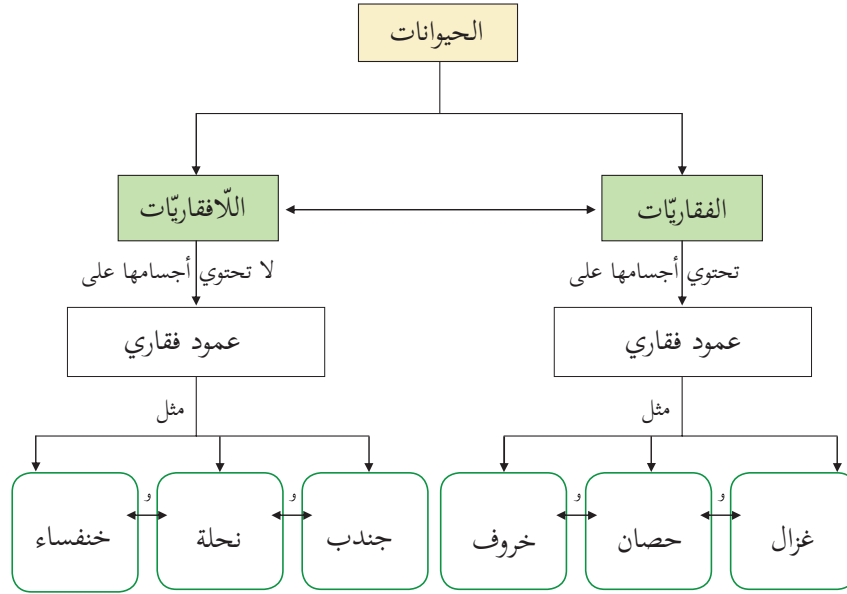 الحيوانات
الفقاريّات
اللّافقاريّات
تحتوي أجسامها على
لا تحتوي أجسامها على
عمود فقاري
عمود فقاري
مثل
مثل
غزال
و
حصان
و
خروف
جندب
و
نحلة
و
خنفساء